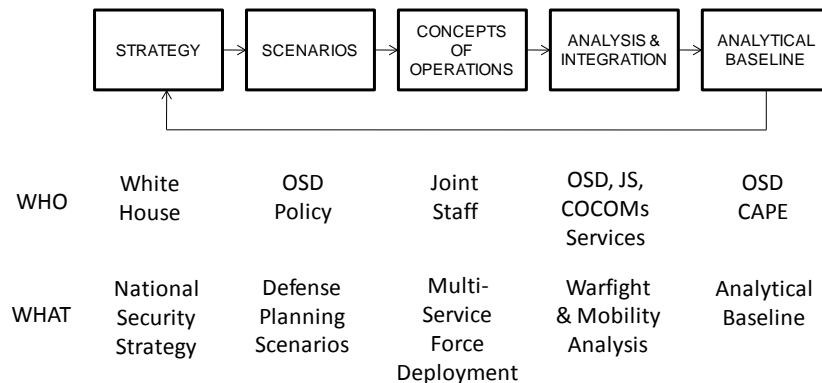 STRATEGY
SCENARIOS
CONCEPTS
OF
OPERATIONS
ANALYSIS &
INTEGRATION
ANALYTICAL
BASELINE
WHO
White
House
OSD
Policy
Joint
Staff
OSD, JS,
COCOMs
Services
OSD
CAPE
WHAT
National
Security
Strategy
Defense
Planning
Scenarios
Multi-
Service
Force
Deployment
Warfight
& Mobility
Analysis
Analytical
Baseline